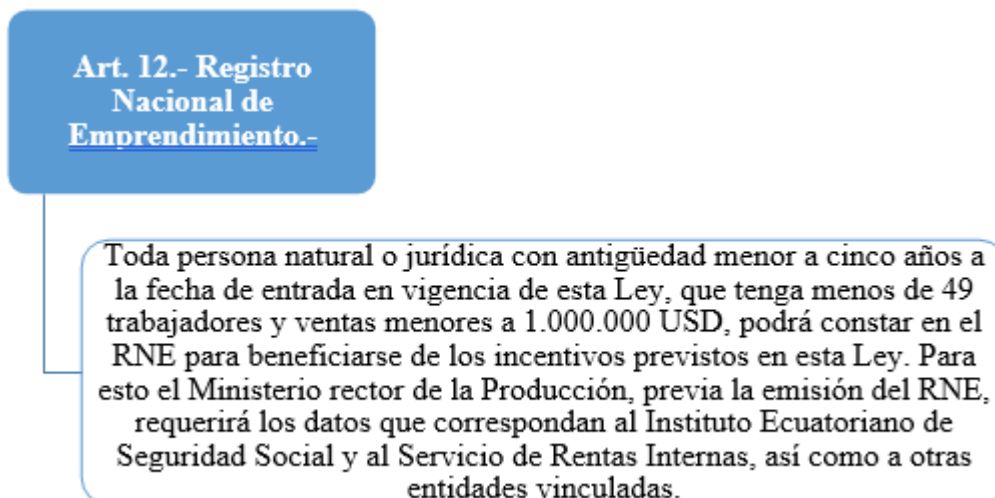 Art. 12.- Registro
Nacional de
Emprendimiento.-
Toda persona natural o jurídica con antigüedad menor a cinco años a
la fecha de entrada en vigencia de esta Ley, que tenga menos de 49
trabajadores y ventas menores a 1.000.000 USD, podrá constar en el
RNE para beneficiarse de los incentivos previstos en esta Ley. Para
esto el Ministerio rector de la Producción, previa la emisión del RNE,
requerirá los datos que correspondan al Instituto Ecuatoriano de
Seguridad Social y al Servicio de Rentas Internas, así como a otras
entidades vinculadas.